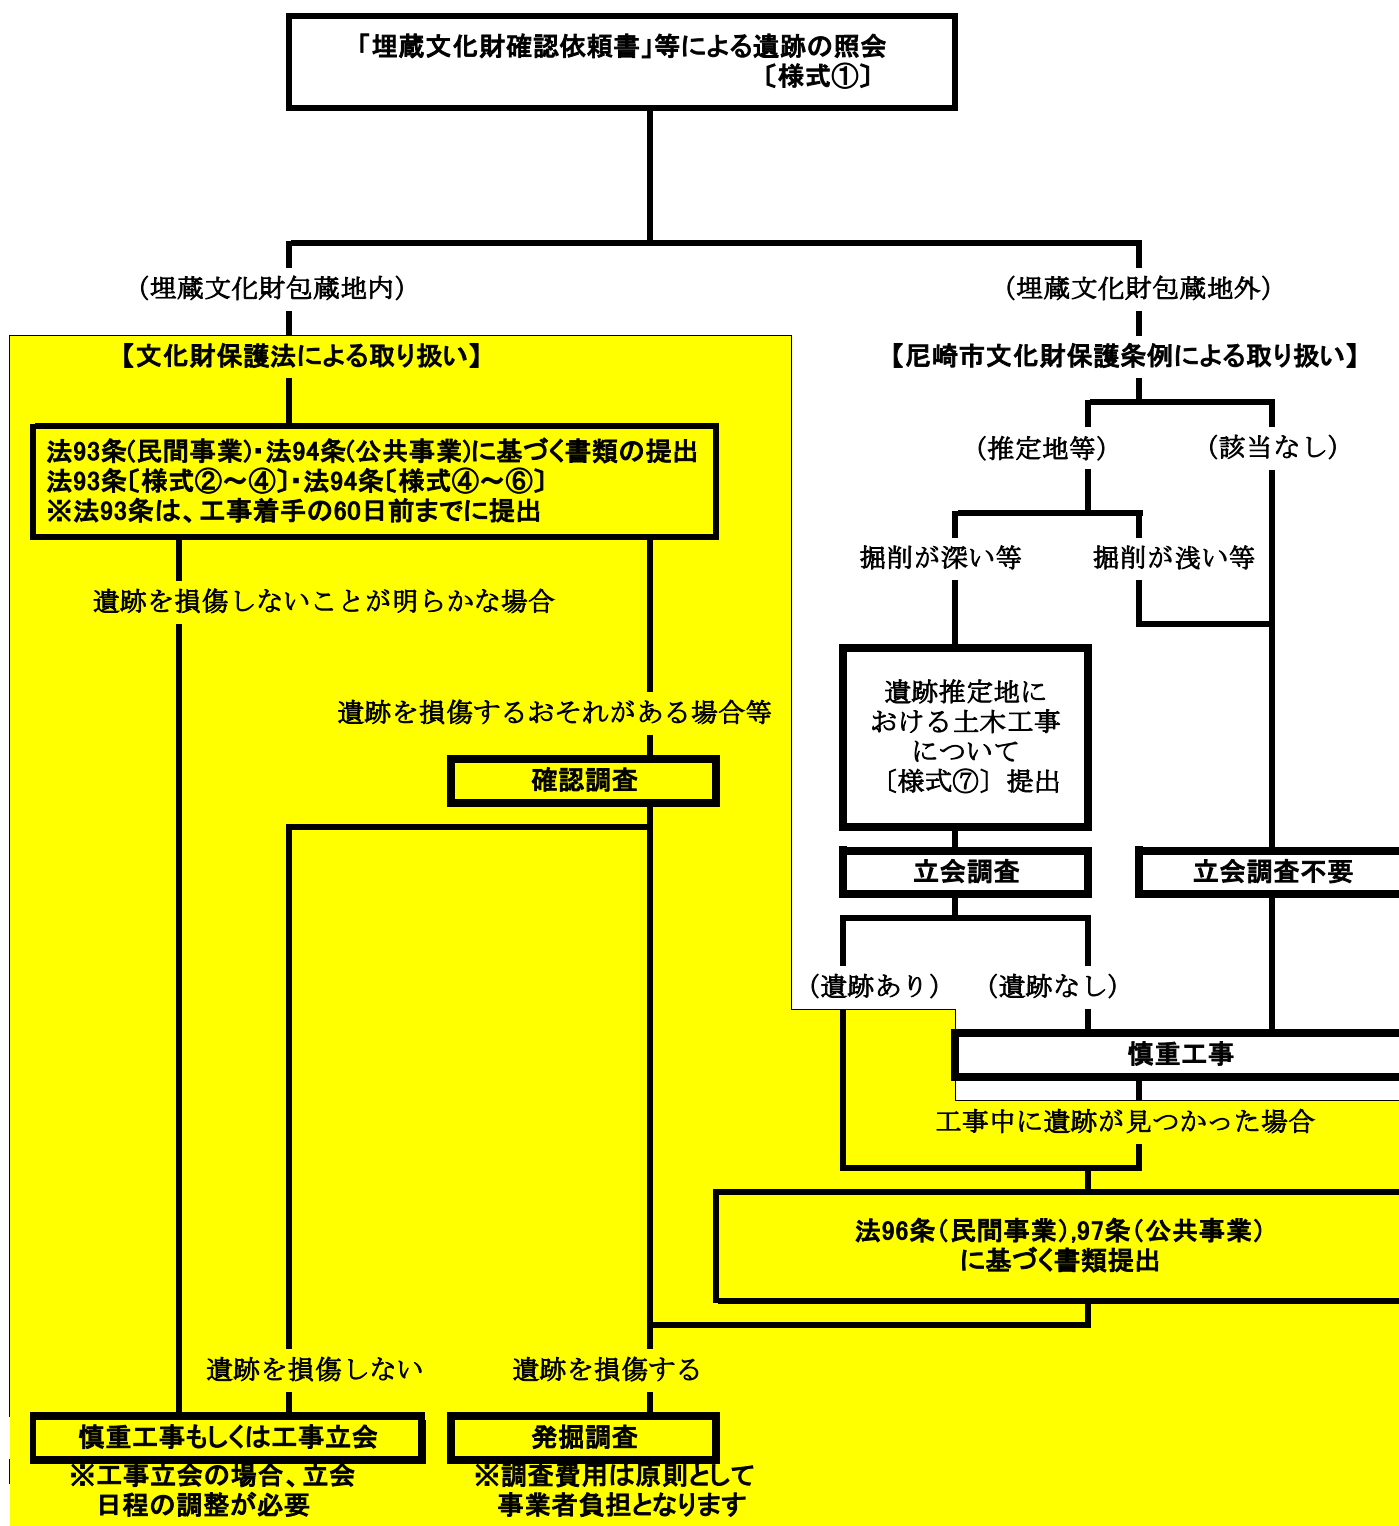 「埋蔵文化財確認依頼書」等による遺跡の照会
〔様式①〕
（埋蔵文化財包蔵地内）
（埋蔵文化財包蔵地外）
【文化財保護法による取り扱い】
【尼崎市文化財保護条例による取り扱い】
法93条(民間事業)・法94条(公共事業)に基づく書類の提出
法93条〔様式②～④〕・法94条〔様式④～⑥〕
※法93条は、工事着手の60日前までに提出
（推定地等）
（該当なし）
掘削が深い等
掘削が浅い等
遺跡を損傷しないことが明らかな場合
遺跡を損傷するおそれがある場合等
確認調査
遺跡推定地に
おける土木工事
について
〔様式⑦〕提出
立会調査
立会調査不要
（遺跡あり）
（遺跡なし）
慎重工事
工事中に遺跡が見つかった場合
法96条（民間事業）,97条（公共事業）
に基づく書類提出
遺跡を損傷しない
遺跡を損傷する
慎重工事もしくは工事立会
※工事立会の場合、立会
日程の調整が必要
発掘調査
※調査費用は原則として
事業者負担となります